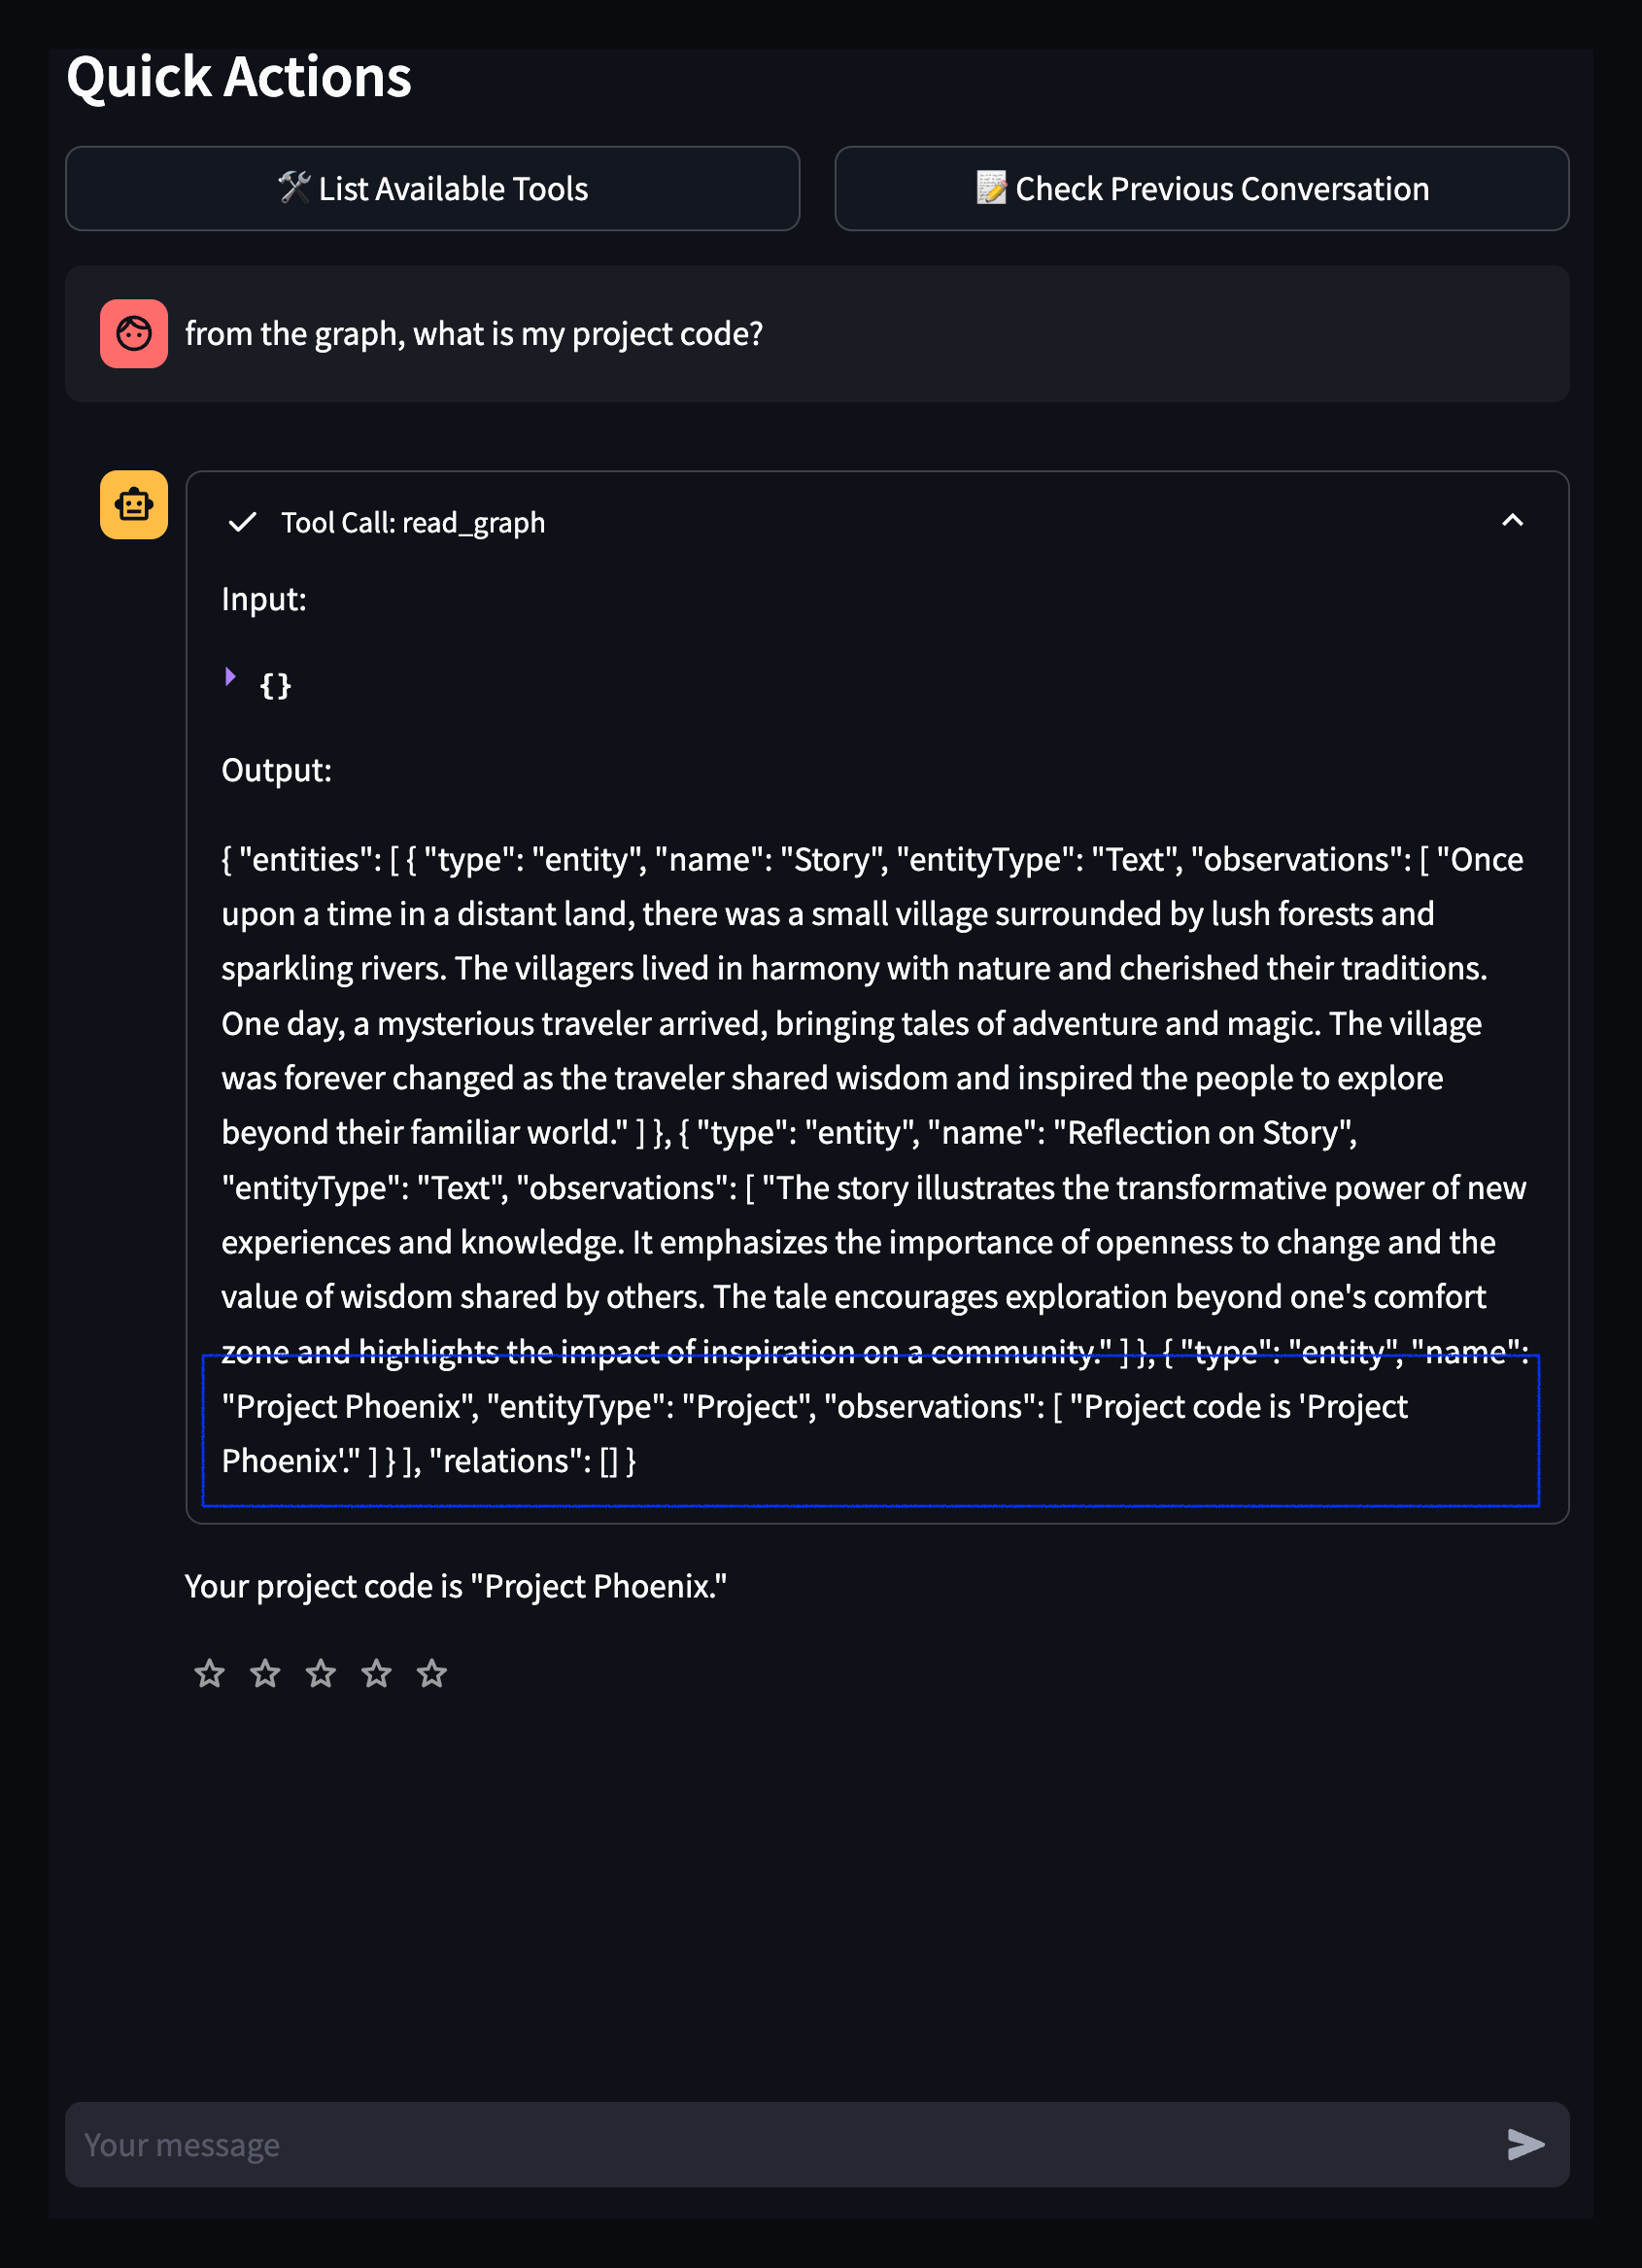 Quick Actions
🛠️ List Available Tools
📝 Check Previous Conversation
from the graph, what is my project code?
Tool Call: read_graph
Input:
{}
Output:
{ "entities": [ { "type": "entity", "name": "Story", "entityType": "Text", "observations": [ "Once
upon a time in a distant land, there was a small village surrounded by lush forests and
sparkling rivers. The villagers lived in harmony with nature and cherished their traditions.
One day, a mysterious traveler arrived, bringing tales of adventure and magic. The village
was forever changed as the traveler shared wisdom and inspired the people to explore
beyond their familiar world." ] }, { "type": "entity", "name": "Reflection on Story",
"entityType": "Text", "observations": [ "The story illustrates the transformative power of new
experiences and knowledge. It emphasizes the importance of openness to change and the
value of wisdom shared by others. The tale encourages exploration beyond one's comfort
zone and highlights the impact of inspiration on a community." ] }, { "type": "entity", "name":
"Project Phoenix", "entityType": "Project", "observations": [ "Project code is 'Project
Phoenix'." ] } ], "relations": [] }
Your project code is "Project Phoenix."
Your message